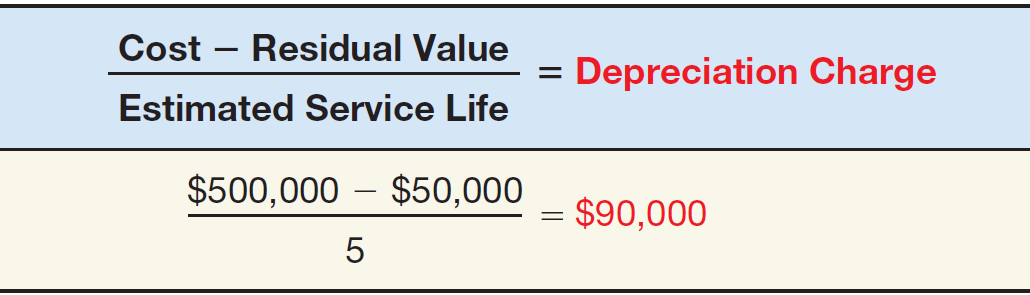 Cost − Residual Value
Estimated Service Life
= Depreciation Charge
$500,000 − $50,000
5
= $90,000